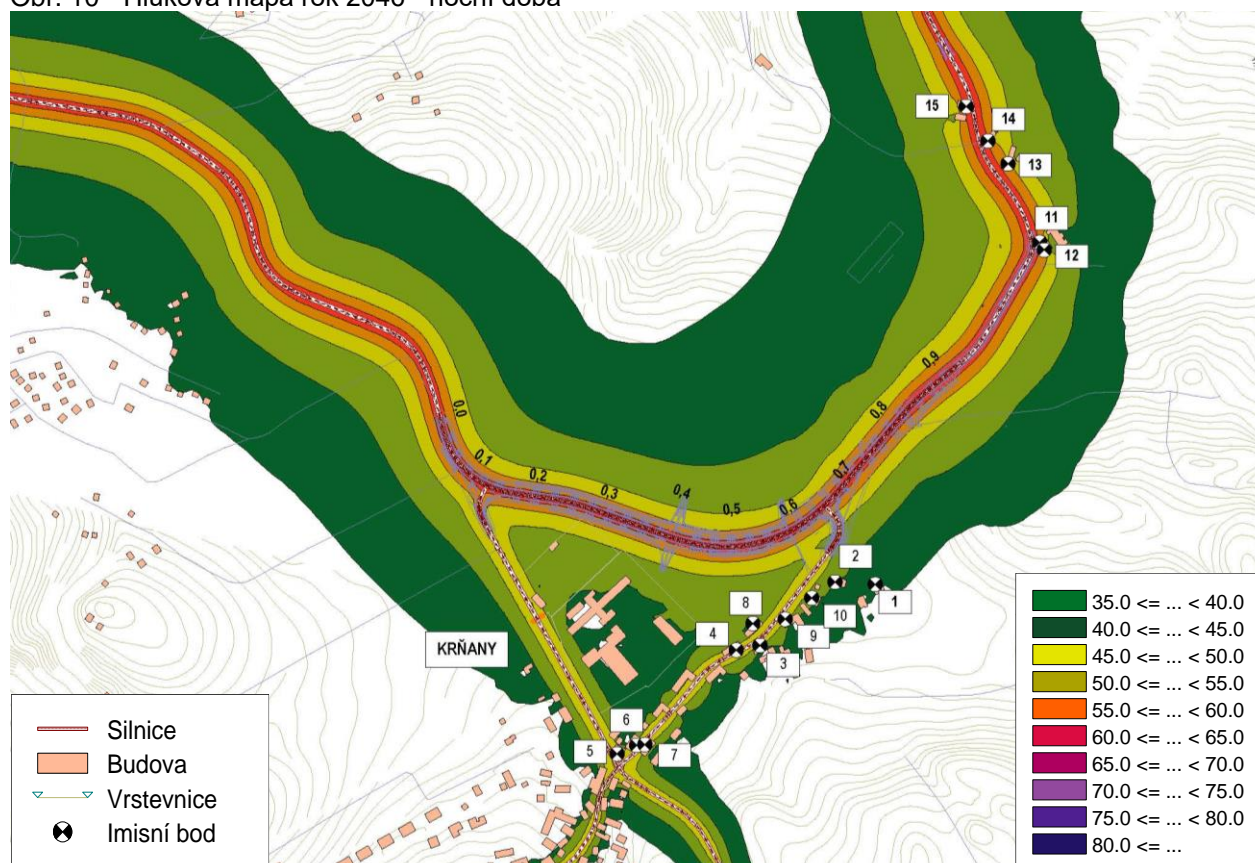 Obr. 10 - Hluková mapa rok 2040 - noční doba
15
14
13
11
12
0,9
0,8
0,0
0,7
0,1
0,2
0,3
0,4
0,5
0,6
2
1
8
10
4
9
KRŇANY
3
6
5
7
Silnice
Budova
Vrstevnice
Imisní bod
35.0 <= ... < 40.0
40.0 <= ... < 45.0
45.0 <= ... < 50.0
50.0 <= ... < 55.0
55.0 <= ... < 60.0
60.0 <= ... < 65.0
65.0 <= ... < 70.0
70.0 <= ... < 75.0
75.0 <= ... < 80.0
80.0 <= ...